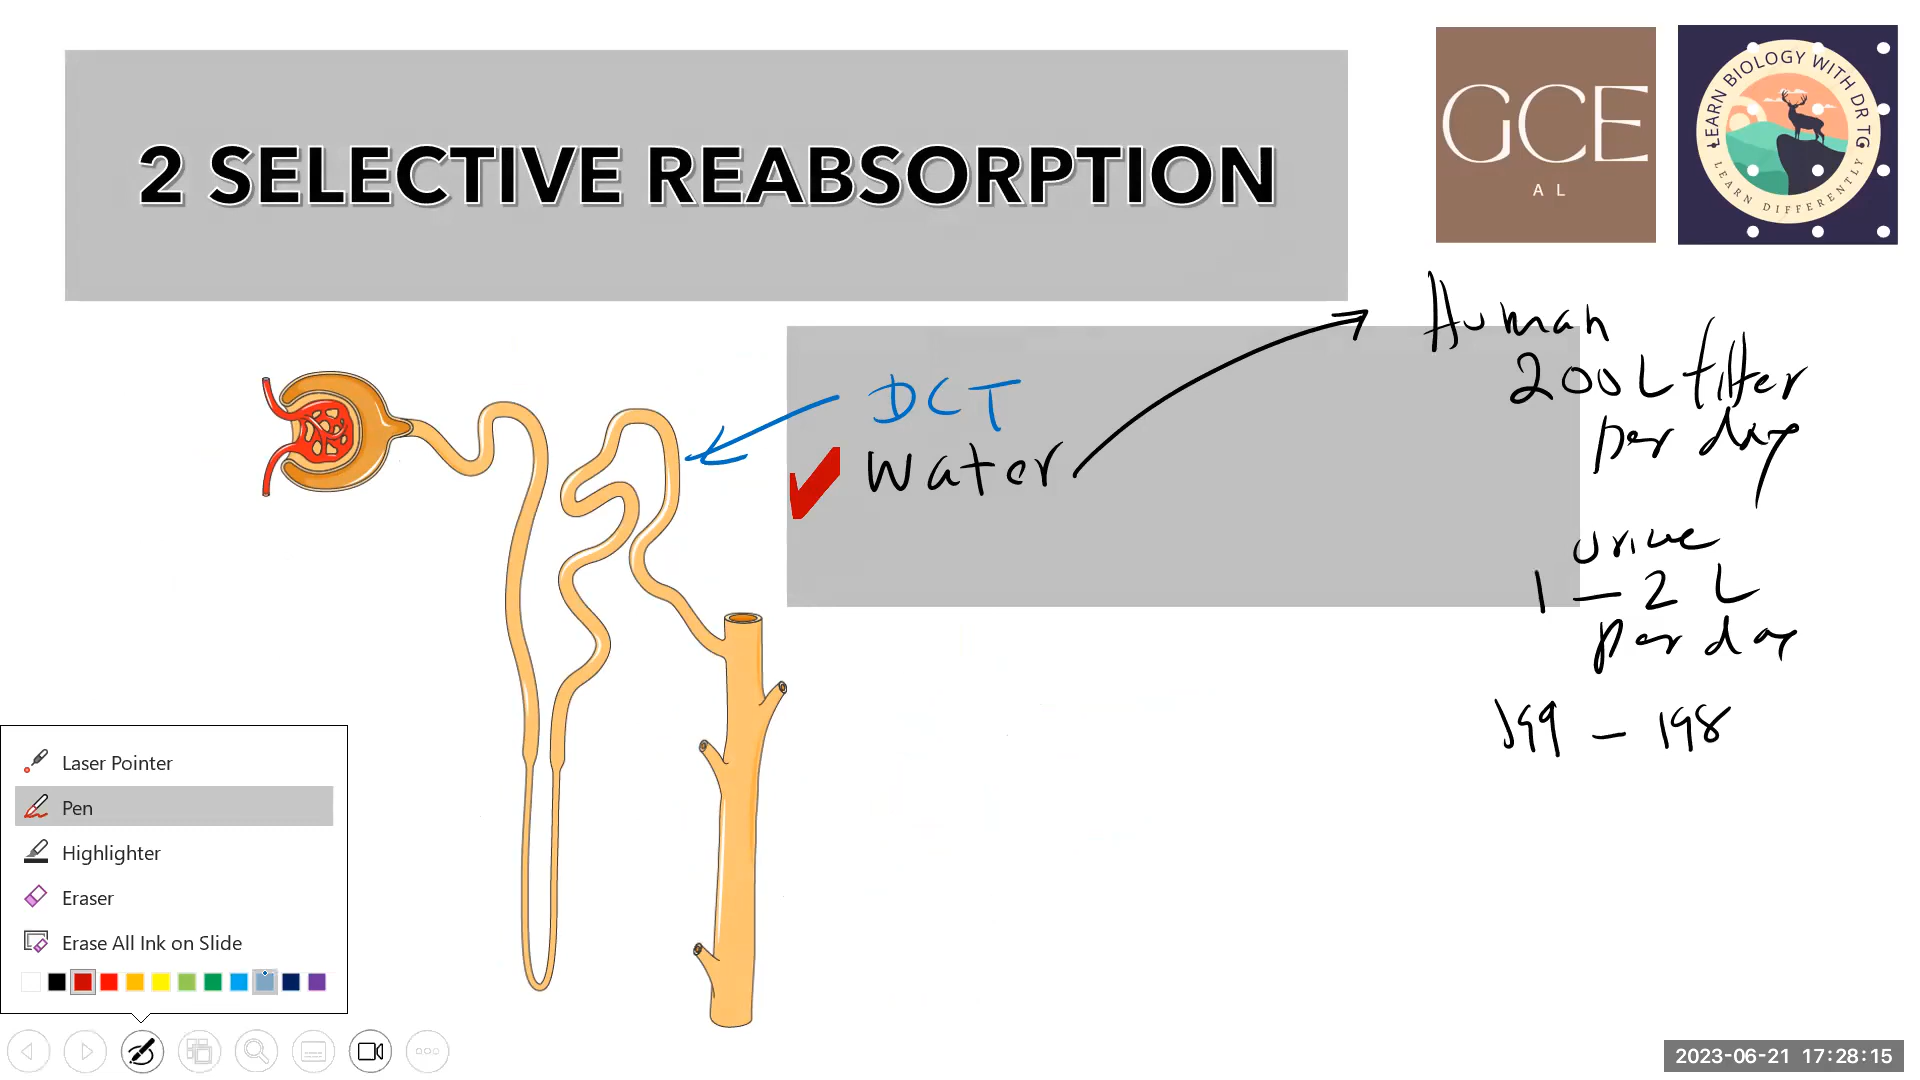 2 SELECTIVE REABSORPTION
GCE
AL
LEARN BIOLOGY WITH DR TG
LEARN DIFFERENTLY
DCT
Water
Human
200L filter
per day
urine
1 - 2 L
per day
199 - 198
Laser Pointer
Pen
Highlighter
Eraser
Erase All Ink on Slide
2023-06-21 17:28:15